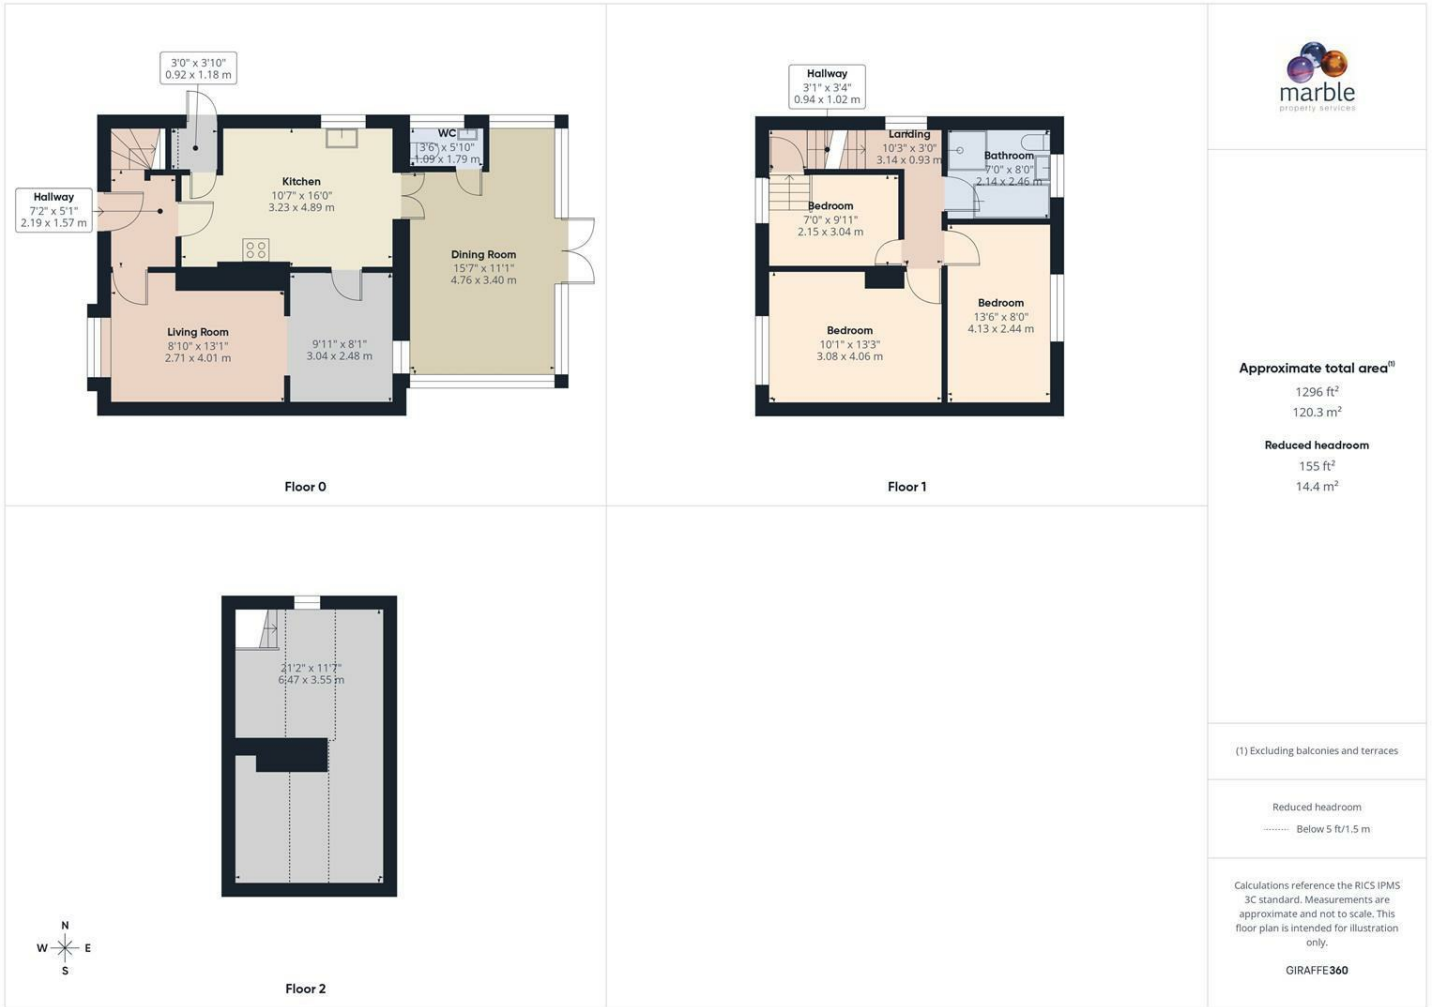 3'0" x 3'10"
0.92 x 1.18 m
Hallway
7'2" x 5'1"
2.19 x 1.57 m
Kitchen
10'7" x 16'0"
3.23 x 4.89 m
WC
3'6" x 5'10"
1.09 x 1.79 m
Dining Room
15'7" x 11'1"
4.76 x 3.40 m
Living Room
8'10" x 13'1"
2.71 x 4.01 m
9'11" x 8'1"
3.04 x 2.48 m
Floor 0
Hallway
3'1" x 3'4"
0.94 x 1.02 m
Landing
10'3" x 3'0"
3.14 x 0.93 m
Bathroom
7'0" x 8'0"
2.14 x 2.46 m
Bedroom
7'0" x 9'11"
2.15 x 3.04 m
Bedroom
10'1" x 13'3"
3.08 x 4.06 m
Bedroom
13'6" x 8'0"
4.13 x 2.44 m
Floor 1
21'2" x 11'7"
6.47 x 3.55 m
N
W E
S
Floor 2
marble
property services
Approximate total area(1)
1296 ft²
120.3 m²
Reduced headroom
155 ft²
14.4 m²
(1) Excluding balconies and terraces
Reduced headroom
Below 5 ft/1.5 m
Calculations reference the RICS IPMS
3C standard. Measurements are
approximate and not to scale. This
floor plan is intended for illustration
only.
GIRAFFE360